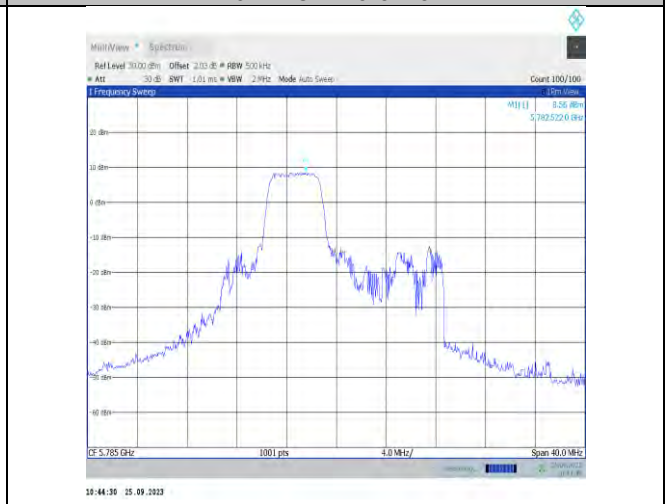 MultiView Spectrum
Ref Level 30.00 dBm Offset 2.03 dB RBW 500 kHz
Att 30 dB SWT 1.01 ms VBW 2 MHz Mode Auto Sweep Count 100/100
1 Frequency Sweep 1Rm View
M1[1] 8.56 dBm
5.7825220 GHz
20 dBm
10 dBm
0 dBm
-10 dBm
-20 dBm
-30 dBm
-40 dBm
-50 dBm
-60 dBm
CF 5.785 GHz 1001 pts 4.0 MHz/ Span 40.0 MHz
10:44:30 25.09.2023